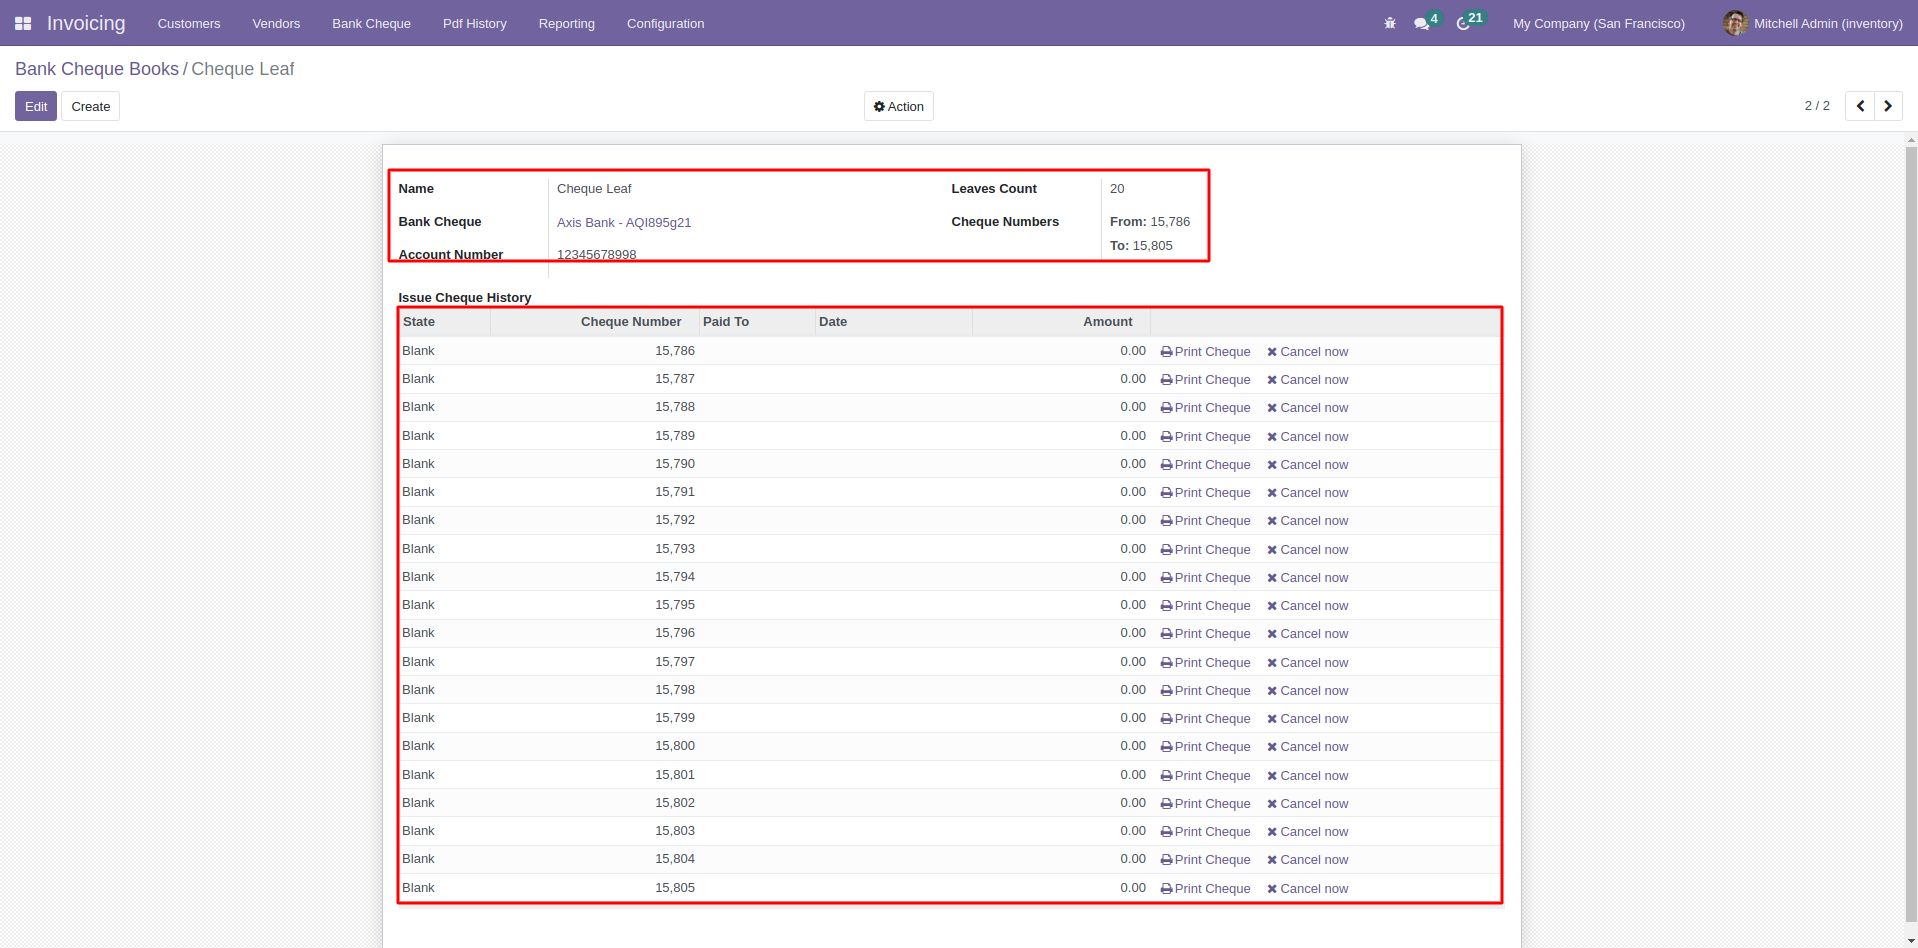 Invoicing Customers Vendors Bank Cheque Pdf History Reporting Configuration 4 21 My Company (San Francisco) Mitchell Admin (inventory)
Bank Cheque Books / Cheque Leaf
Edit Create Action 2 / 2
Name Cheque Leaf Leaves Count 20
Bank Cheque Axis Bank - AQI895g21 Cheque Numbers From: 15,786
To: 15,805
Account Number 12345678998
Issue Cheque History
State Cheque Number Paid To Date Amount
Blank 15,786 0.00 Print Cheque Cancel now
Blank 15,787 0.00 Print Cheque Cancel now
Blank 15,788 0.00 Print Cheque Cancel now
Blank 15,789 0.00 Print Cheque Cancel now
Blank 15,790 0.00 Print Cheque Cancel now
Blank 15,791 0.00 Print Cheque Cancel now
Blank 15,792 0.00 Print Cheque Cancel now
Blank 15,793 0.00 Print Cheque Cancel now
Blank 15,794 0.00 Print Cheque Cancel now
Blank 15,795 0.00 Print Cheque Cancel now
Blank 15,796 0.00 Print Cheque Cancel now
Blank 15,797 0.00 Print Cheque Cancel now
Blank 15,798 0.00 Print Cheque Cancel now
Blank 15,799 0.00 Print Cheque Cancel now
Blank 15,800 0.00 Print Cheque Cancel now
Blank 15,801 0.00 Print Cheque Cancel now
Blank 15,802 0.00 Print Cheque Cancel now
Blank 15,803 0.00 Print Cheque Cancel now
Blank 15,804 0.00 Print Cheque Cancel now
Blank 15,805 0.00 Print Cheque Cancel now